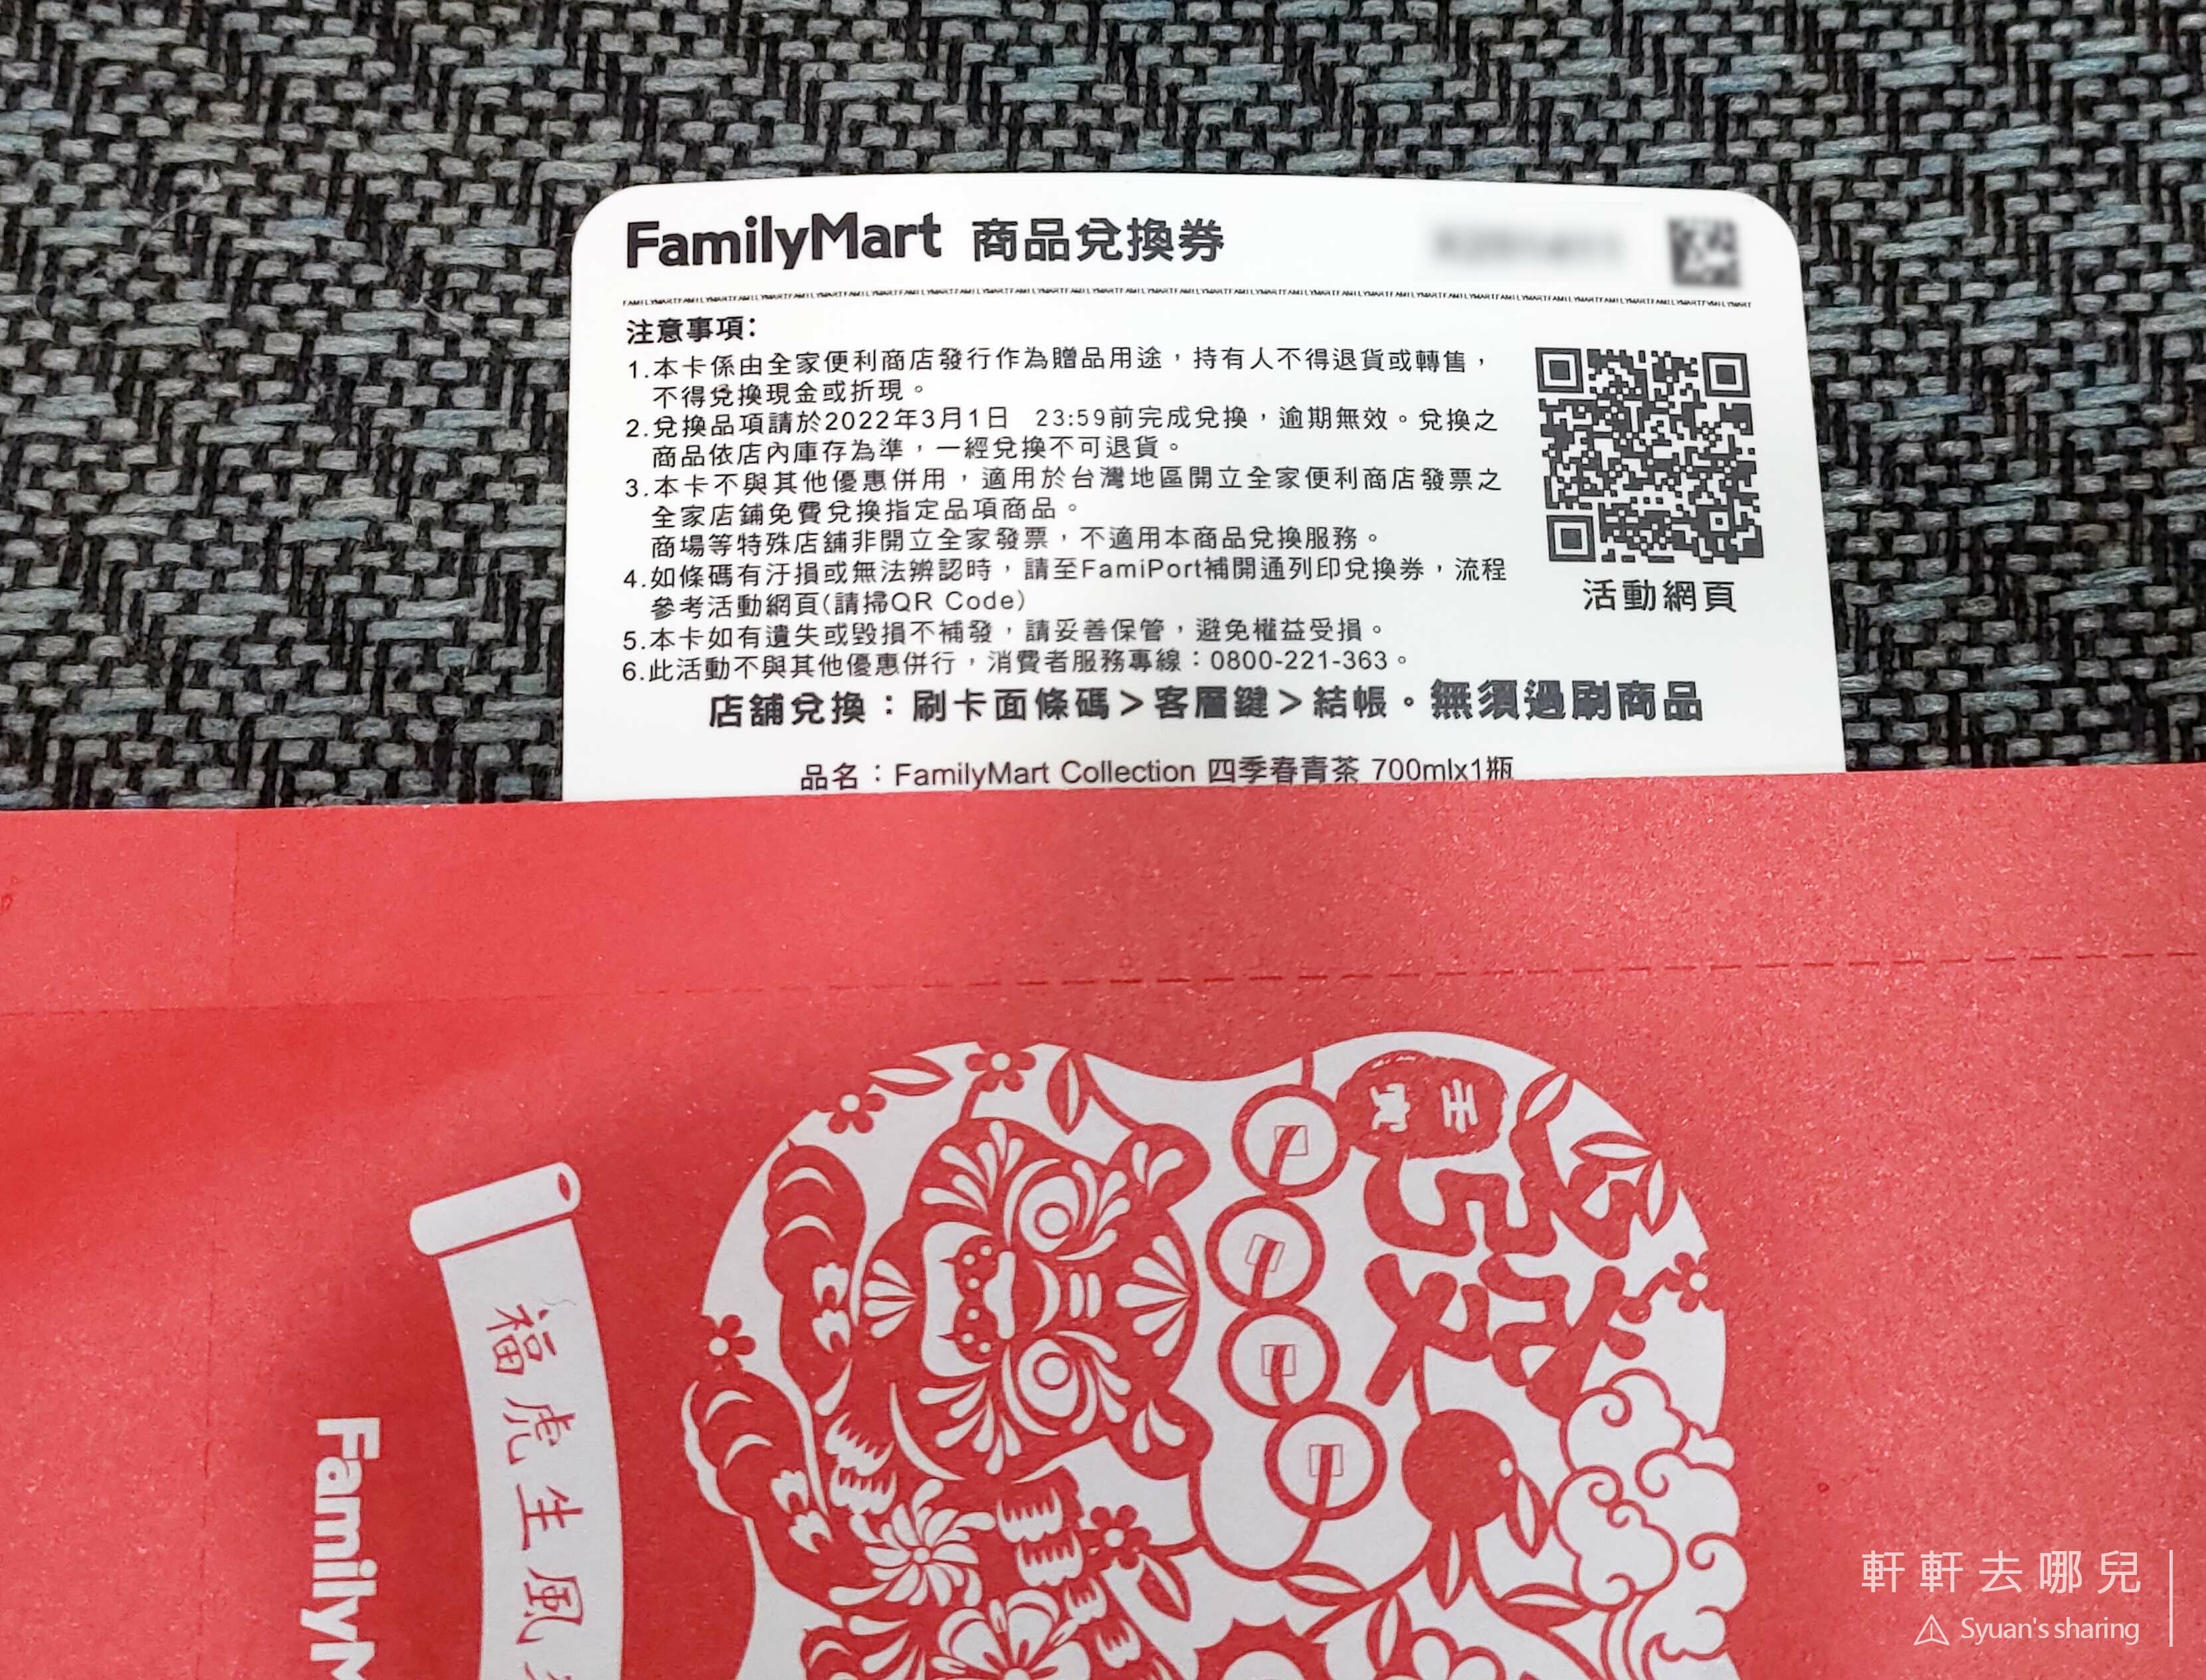 FamilyMart 商品兌換券
注意事項：
1.本卡係由全家便利商店發行作為贈品用途，持有人不得退貨或轉售，
不得兌換現金或折現。
2.兌換品項請於2022年3月1日 23:59前完成兌換，逾期無效。兌換之
商品依店內庫存為準，一經兌換不可退貨。
3.本卡不與其他優惠併用，適用於台灣地區開立全家便利商店發票之
全家店鋪免費兌換指定品項商品。
商場等特殊店舖非開立全家發票，不適用本商品兌換服務。
4.如條碼有汙損或無法辨認時，請至FamiPort補開通列印兌換券，流程
參考活動網頁(請掃QR Code)
5.本卡如有遺失或毀損不補發，請妥善保管，避免權益受損。
6.此活動不與其他優惠併行，消費者服務專線：0800-221-363。
活動網頁
店舖兌換：刷卡面條碼>客層鍵>結帳。無須過刷商品
品名：FamilyMart Collection 四季春青茶 700mlx1瓶
壬寅
福虎生風
FamilyM
軒軒去哪兒
Syuan's sharing